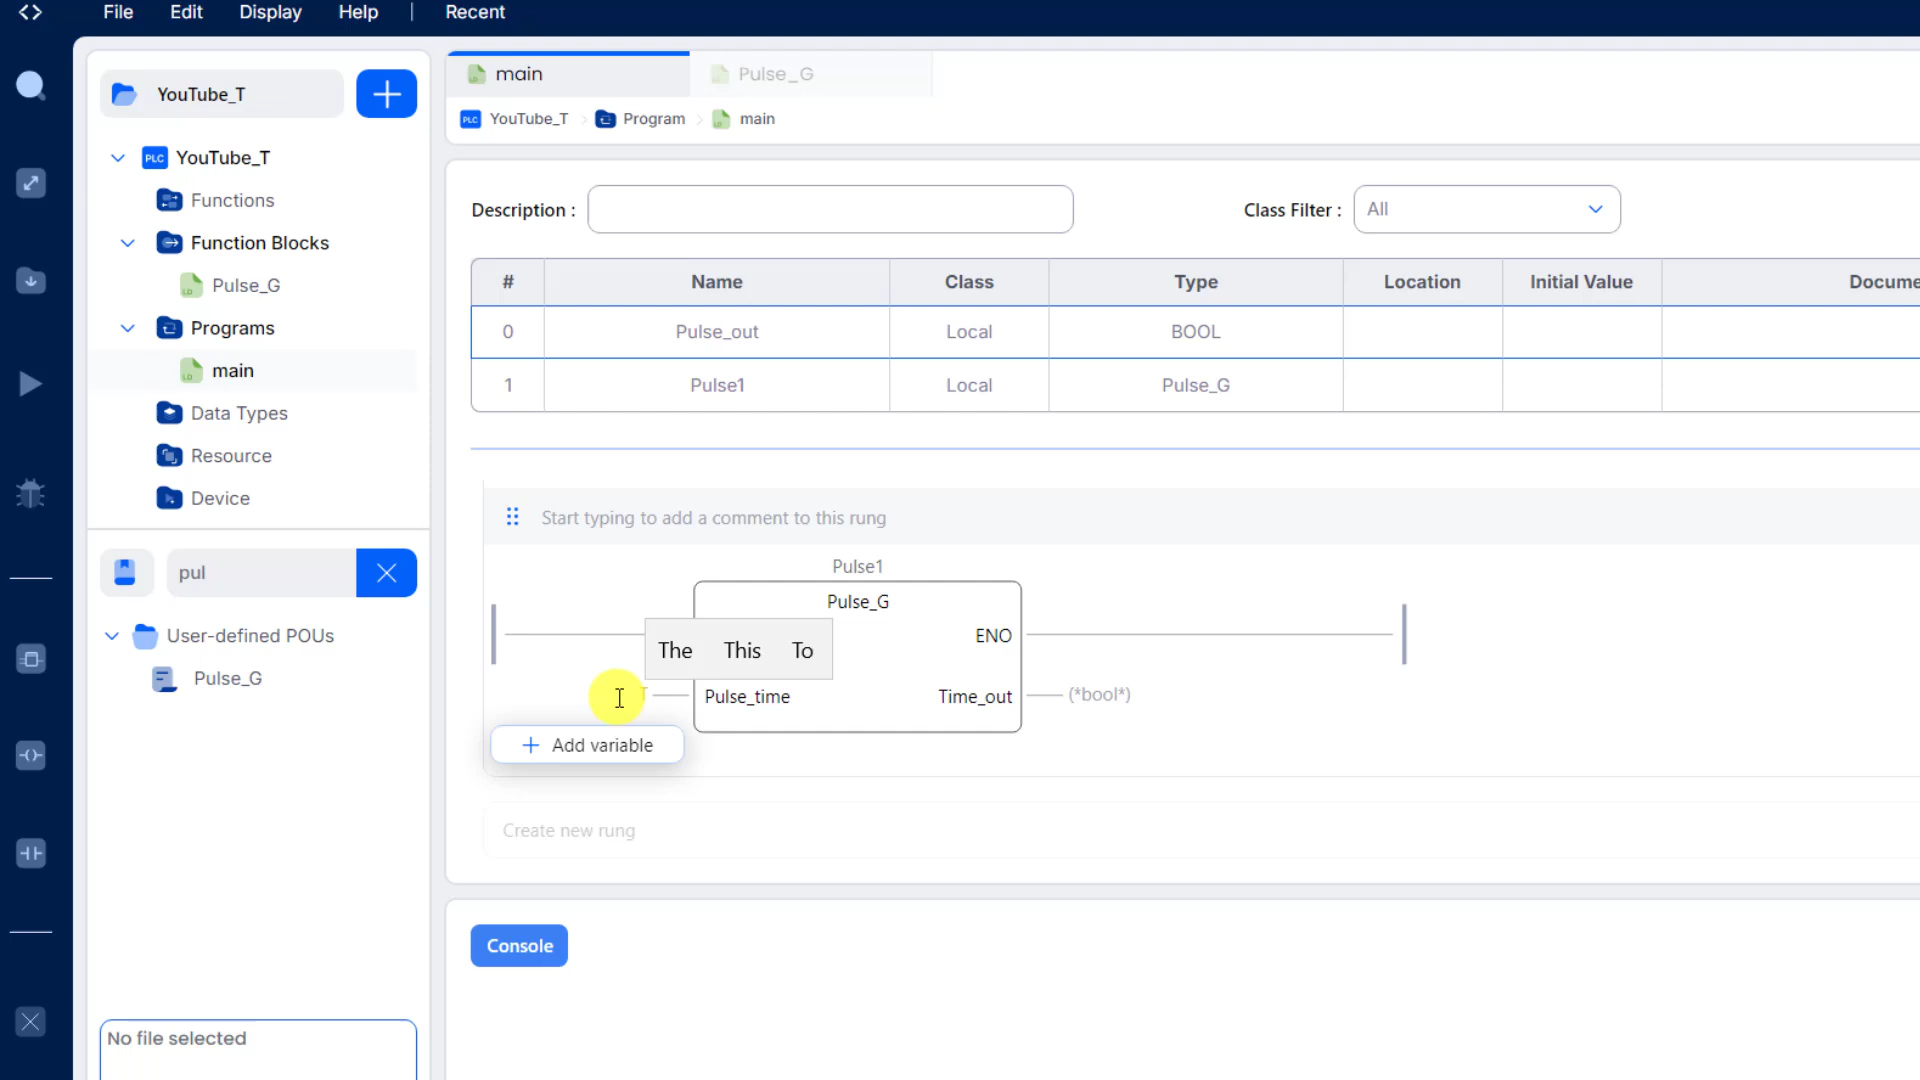 File Edit Display Help | Recent
YouTube_T
main
Pulse_G
PLC YouTube_T Program main
PLC YouTube_T
Functions
Function Blocks
Pulse_G
Programs
main
Data Types
Resource
Device
Description :
Class Filter : All
# Name Class Type Location Initial Value Docume
0 Pulse_out Local BOOL
1 Pulse1 Local Pulse_G
Start typing to add a comment to this rung
Pulse1
Pulse_G
ENO
The This To
T Pulse_time Time_out (*bool*)
+ Add variable
Create new rung
pul
User-defined POUs
Pulse_G
Console
No file selected